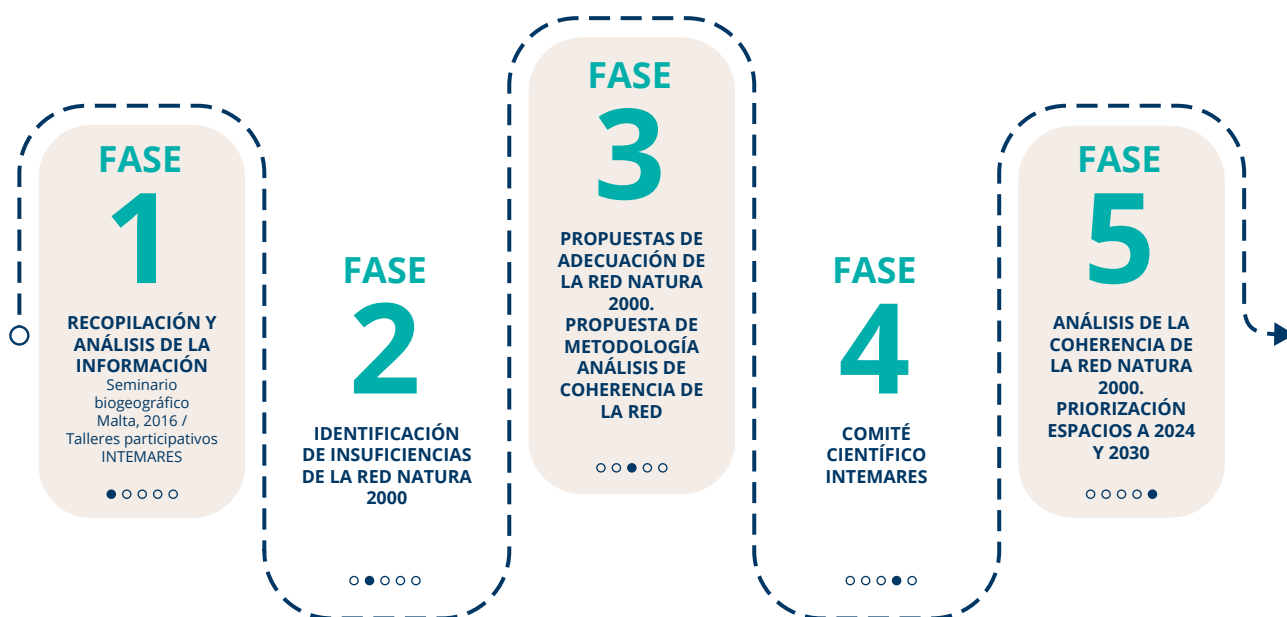 FASE
1
RECOPILACIÓN Y
ANÁLISIS DE LA
INFORMACIÓN
Seminario
biogeográfico
Malta, 2016 /
Talleres participativos
INTEMARES
FASE
2
IDENTIFICACIÓN
DE INSUFICIENCIAS
DE LA RED NATURA
2000
FASE
3
PROPUESTAS DE
ADECUACIÓN DE
LA RED NATURA
2000.
PROPUESTA DE
METODOLOGÍA
ANÁLISIS DE
COHERENCIA DE
LA RED
FASE
4
COMITÉ
CIENTÍFICO
INTEMARES
FASE
5
ANÁLISIS DE LA
COHERENCIA DE
LA RED NATURA
2000.
PRIORIZACIÓN
ESPACIOS A 2024
Y 2030